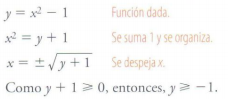 y = x² − 1 Función dada.
x² = y + 1 Se suma 1 y se organiza.
x = ± √(y + 1) Se despeja x.
Como y + 1 ⩾ 0, entonces, y ⩾ −1.